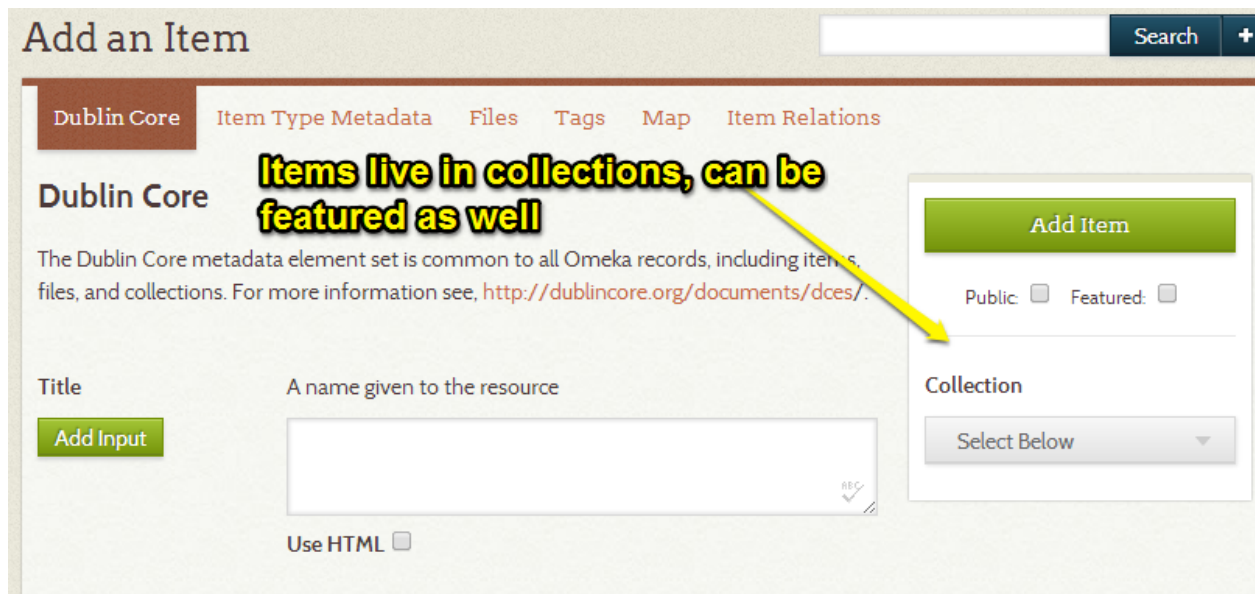 Add an Item
Search +
Dublin Core Item Type Metadata Files Tags Map Item Relations
Items live in collections, can be
featured as well
Dublin Core
The Dublin Core metadata element set is common to all Omeka records, including items,
files, and collections. For more information see, http://dublincore.org/documents/dces/.
Add Item
Public: Featured:
Title
A name given to the resource
Collection
Add Input
Select Below
ABC
Use HTML